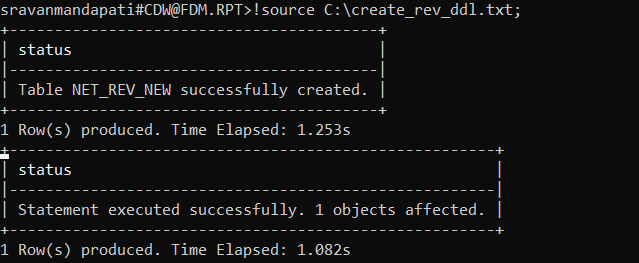 sravanmandapati#CDW@FDM.RPT>!source C:\create_rev_ddl.txt;
+-----------------------------------------+
| status                                  |
|-----------------------------------------|
| Table NET_REV_NEW successfully created. |
+-----------------------------------------+
1 Row(s) produced. Time Elapsed: 1.253s
+------------------------------------------------------+
| status                                               |
|------------------------------------------------------|
| Statement executed successfully. 1 objects affected. |
+------------------------------------------------------+
1 Row(s) produced. Time Elapsed: 1.082s